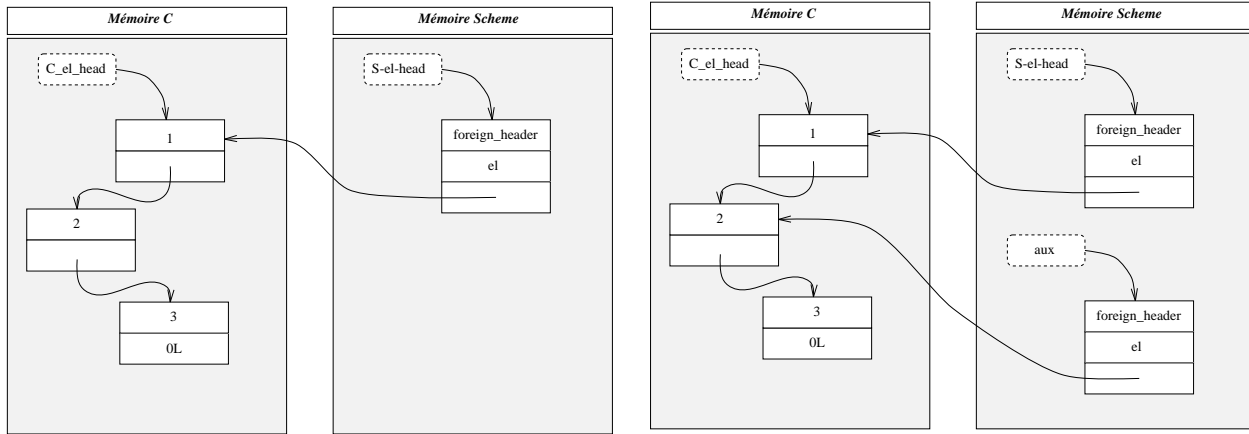 Mémoire C
Mémoire Scheme
C_el_head
S-el-head
1
foreign_header
el
2
3
0L
Mémoire C
Mémoire Scheme
C_el_head
S-el-head
1
foreign_header
el
2
aux
3
foreign_header
0L
el